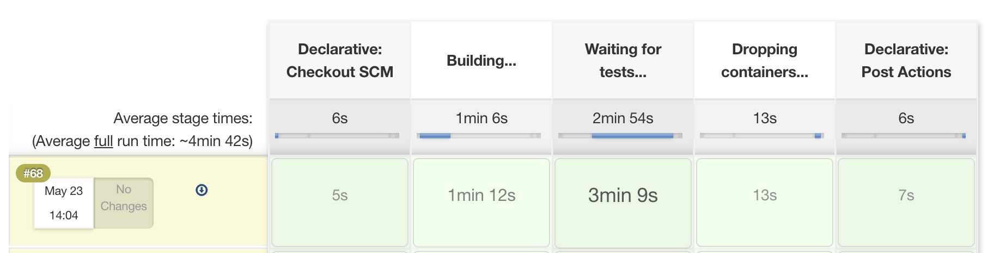 Declarative:
Checkout SCM
Building...
Waiting for
tests...
Dropping
containers...
Declarative:
Post Actions
Average stage times:
(Average full run time: ~4min 42s)
6s
1min 6s
2min 54s
13s
6s
#68
May 23
14:04
No
Changes
5s
1min 12s
3min 9s
13s
7s